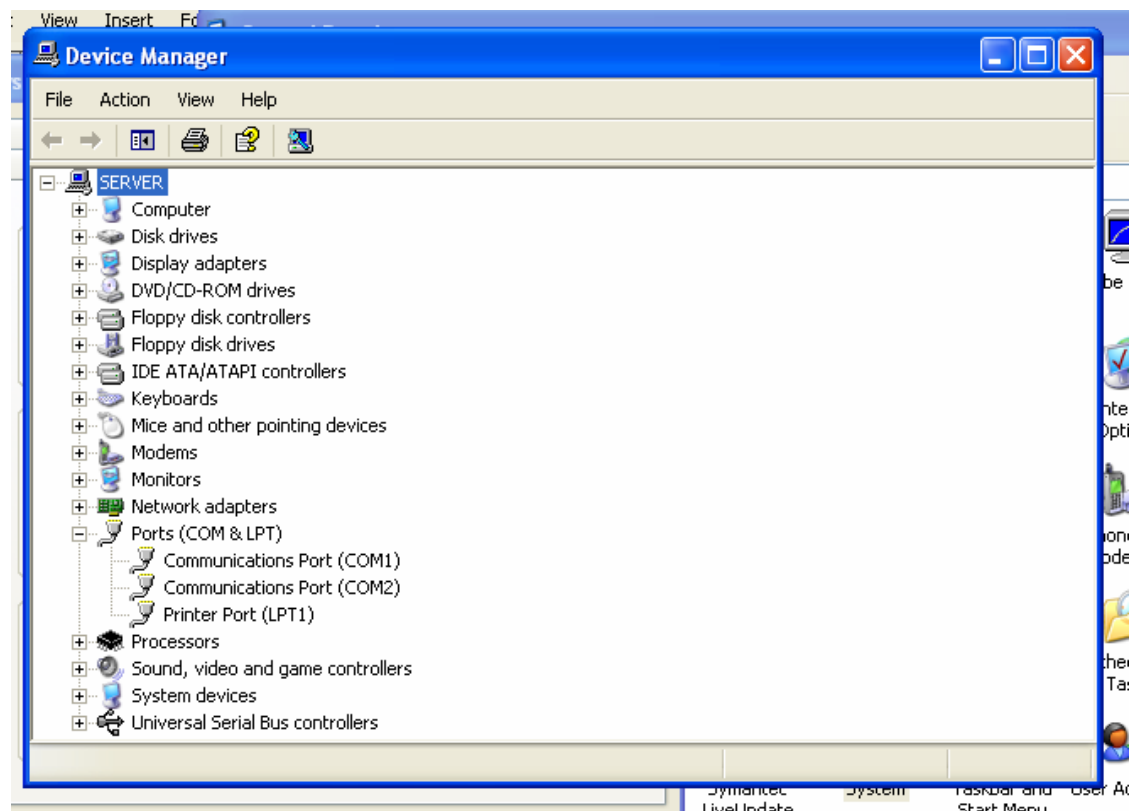 View Insert
Device Manager
File Action View Help
SERVER
Computer
Disk drives
Display adapters
DVD/CD-ROM drives
Floppy disk controllers
Floppy disk drives
IDE ATA/ATAPI controllers
Keyboards
Mice and other pointing devices
Modems
Monitors
Network adapters
Ports (COM & LPT)
Communications Port (COM1)
Communications Port (COM2)
Printer Port (LPT1)
Processors
Sound, video and game controllers
System devices
Universal Serial Bus controllers
Symantec System Taskbar and User Ac
LiveUpdate Start Menu